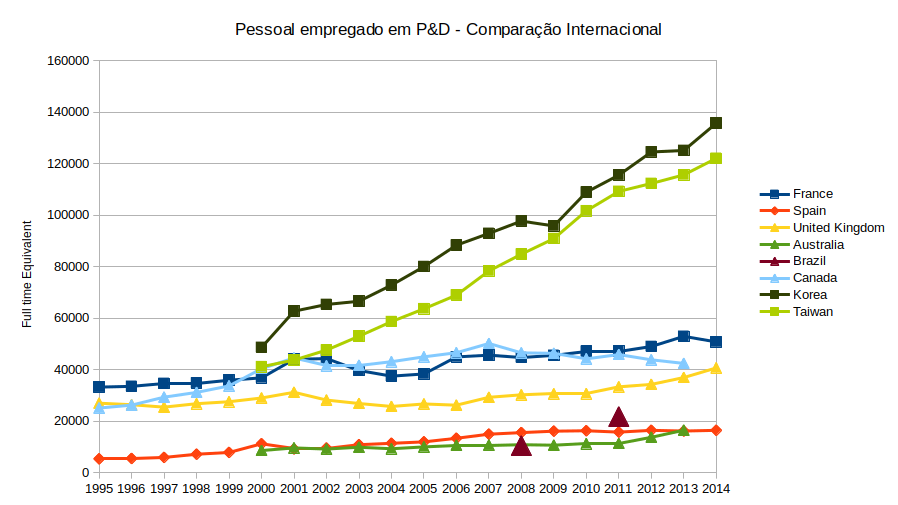 Pessoal empregado em P&D - Comparação Internacional
160000
140000
120000
100000
80000
60000
40000
20000
0
Full time Equivalent
1995 1996 1997 1998 1999 2000 2001 2002 2003 2004 2005 2006 2007 2008 2009 2010 2011 2012 2013 2014
France
Spain
United Kingdom
Australia
Brazil
Canada
Korea
Taiwan